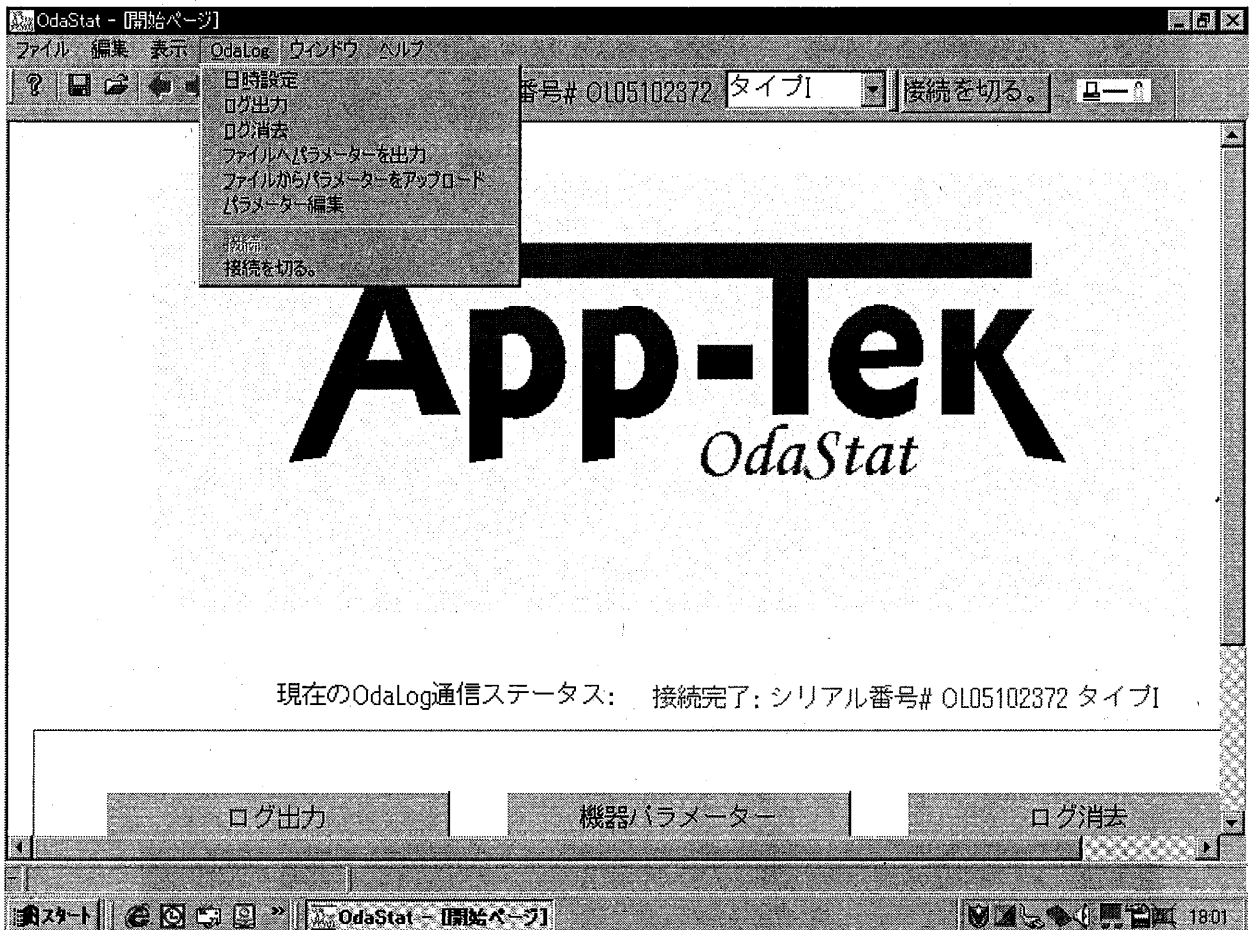 OdaStat - [開始ページ]
ファイル 編集 表示 OdaLog ウィンドウ ヘルプ
番号# OL05102372 タイプI 接続を切る。
日時設定
ログ出力
ログ消去
ファイルへパラメーターを出力
ファイルからパラメーターをアップロード
パラメーター編集
接続
接続を切る。
App-Tek
OdaStat
現在のOdaLog通信ステータス: 接続完了: シリアル番号# OL05102372 タイプI
ログ出力 機器パラメーター ログ消去
スタート » OdaStat - [開始ページ] 18:01